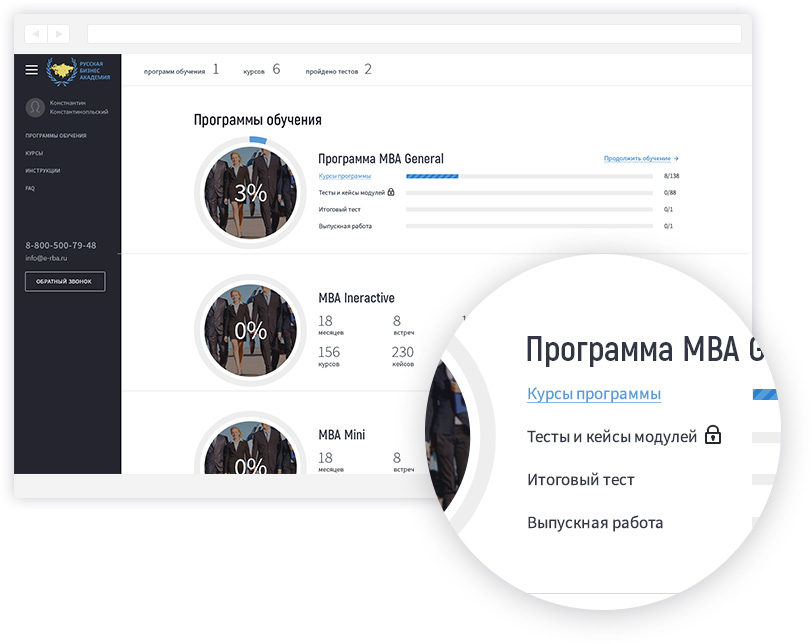 РУССКАЯ
БИЗНЕС
АКАДЕМИЯ
Константин
Константинопльский
ПРОГРАММЫ ОБУЧЕНИЯ
КУРСЫ
ИНСТРУКЦИИ
FAQ
8-800-500-79-48
info@e-rba.ru
ОБРАТНЫЙ ЗВОНОК
программ обучения 1 курсов 6 пройдено тестов 2
Программы обучения
3%
Программа MBA General Продолжить обучение →
Курсы программы 8/138
Тесты и кейсы модулей 0/88
Итоговый тест 0/1
Выпускная работа 0/1
0%
MBA Ineractive
18 8 1
месяцев встреч
156 230
курсов кейсов
0%
MBA Mini
18 8
месяцев встреч
Программа MBA G
Курсы программы
Тесты и кейсы модулей
Итоговый тест
Выпускная работа